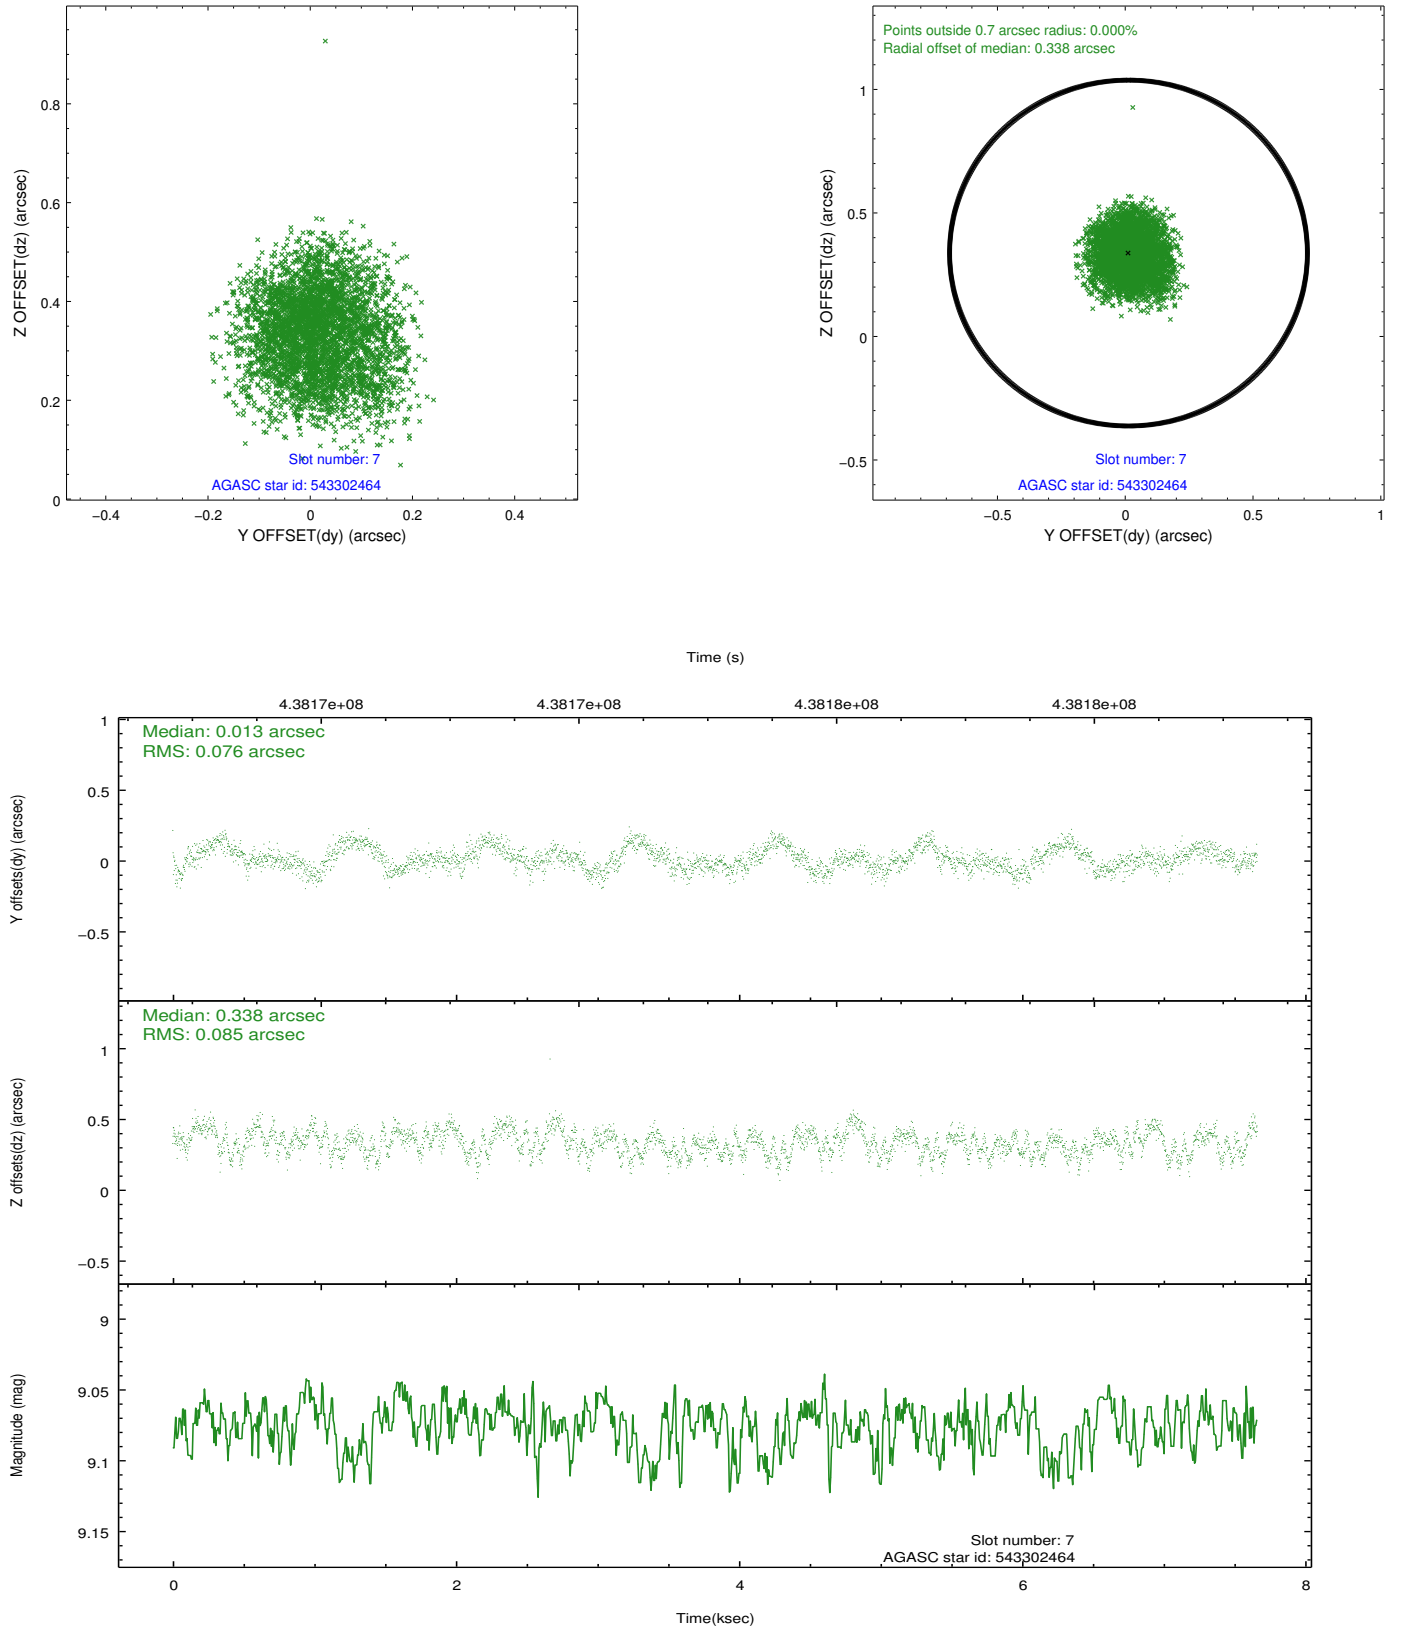 0.8
0.6
0.4
0.2
0
Z OFFSET(dz) (arcsec)
−0.4 −0.2 0 0.2 0.4
Y OFFSET(dy) (arcsec)
Slot number: 7
AGASC star id: 543302464
Points outside 0.7 arcsec radius: 0.000%
Radial offset of median: 0.338 arcsec
1
0.5
0
−0.5
Z OFFSET(dz) (arcsec)
−0.5 0 0.5 1
Y OFFSET(dy) (arcsec)
Slot number: 7
AGASC star id: 543302464
Time (s)
4.3817e+08 4.3817e+08 4.3818e+08 4.3818e+08
Median: 0.013 arcsec
RMS: 0.076 arcsec
1
0.5
0
−0.5
Y offsets(dy) (arcsec)
Median: 0.338 arcsec
RMS: 0.085 arcsec
1
0.5
0
−0.5
Z offsets(dz) (arcsec)
9
9.05
9.1
9.15
Magnitude (mag)
Slot number: 7
AGASC star id: 543302464
0 2 4 6 8
Time(ksec)